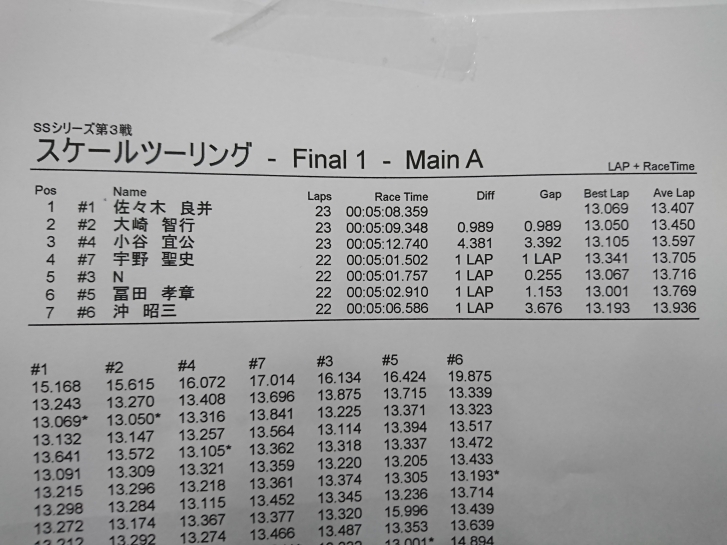 SSシリーズ第3戦
スケールツーリング - Final 1 - Main A
LAP + RaceTime
Pos Name Laps Race Time Diff Gap Best Lap Ave Lap
1 #1 佐々木 良并 23 00:05:08.359 13.069 13.407
2 #2 大崎 智行 23 00:05:09.348 0.989 0.989 13.050 13.450
3 #4 小谷 宜公 23 00:05:12.740 4.381 3.392 13.105 13.597
4 #7 宇野 聖史 22 00:05:01.502 1 LAP 1 LAP 13.341 13.705
5 #3 N 22 00:05:01.757 1 LAP 0.255 13.067 13.716
6 #5 冨田 孝章 22 00:05:02.910 1 LAP 1.153 13.001 13.769
7 #6 沖 昭三 22 00:05:06.586 1 LAP 3.676 13.193 13.936
#1 #2 #4 #7 #3 #5 #6
15.168 15.615 16.072 17.014 16.134 16.424 19.875
13.243 13.270 13.408 13.696 13.875 13.715 13.339
13.069* 13.050* 13.316 13.841 13.225 13.371 13.323
13.132 13.147 13.257 13.564 13.114 13.394 13.517
13.641 13.572 13.105* 13.362 13.318 13.337 13.472
13.091 13.309 13.321 13.359 13.220 13.205 13.433
13.215 13.296 13.218 13.361 13.374 13.305 13.193*
13.298 13.284 13.115 13.452 13.345 13.236 13.714
13.272 13.174 13.367 13.377 13.320 15.996 13.439
13.212 13.292 13.274 13.466 13.487 13.353 13.639
13.001* 14.894